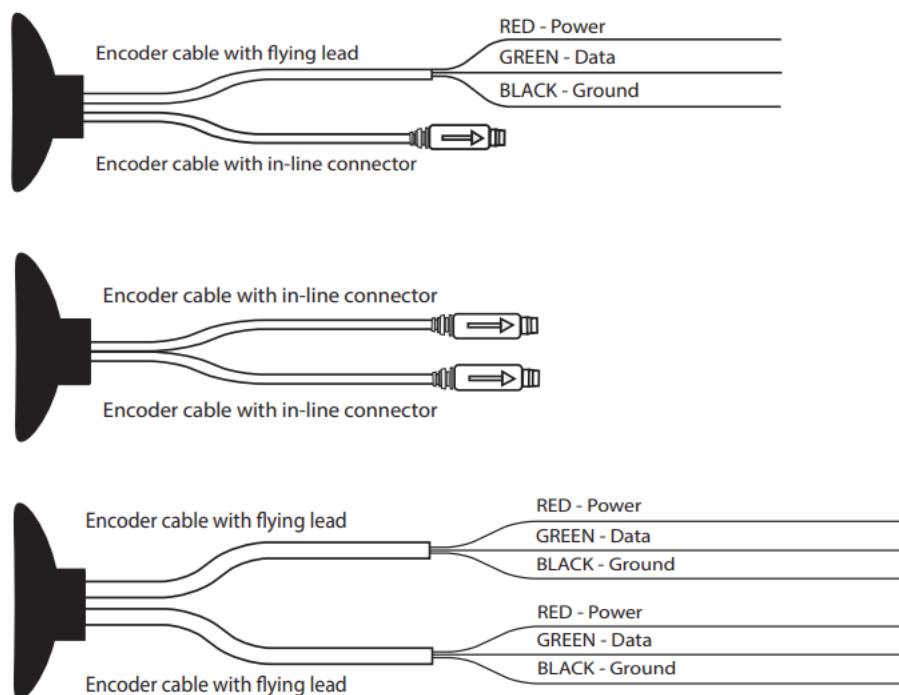 Encoder cable with flying lead
RED - Power
GREEN - Data
BLACK - Ground
Encoder cable with in-line connector
Encoder cable with in-line connector
Encoder cable with in-line connector
Encoder cable with flying lead
RED - Power
GREEN - Data
BLACK - Ground
RED - Power
GREEN - Data
BLACK - Ground
Encoder cable with flying lead